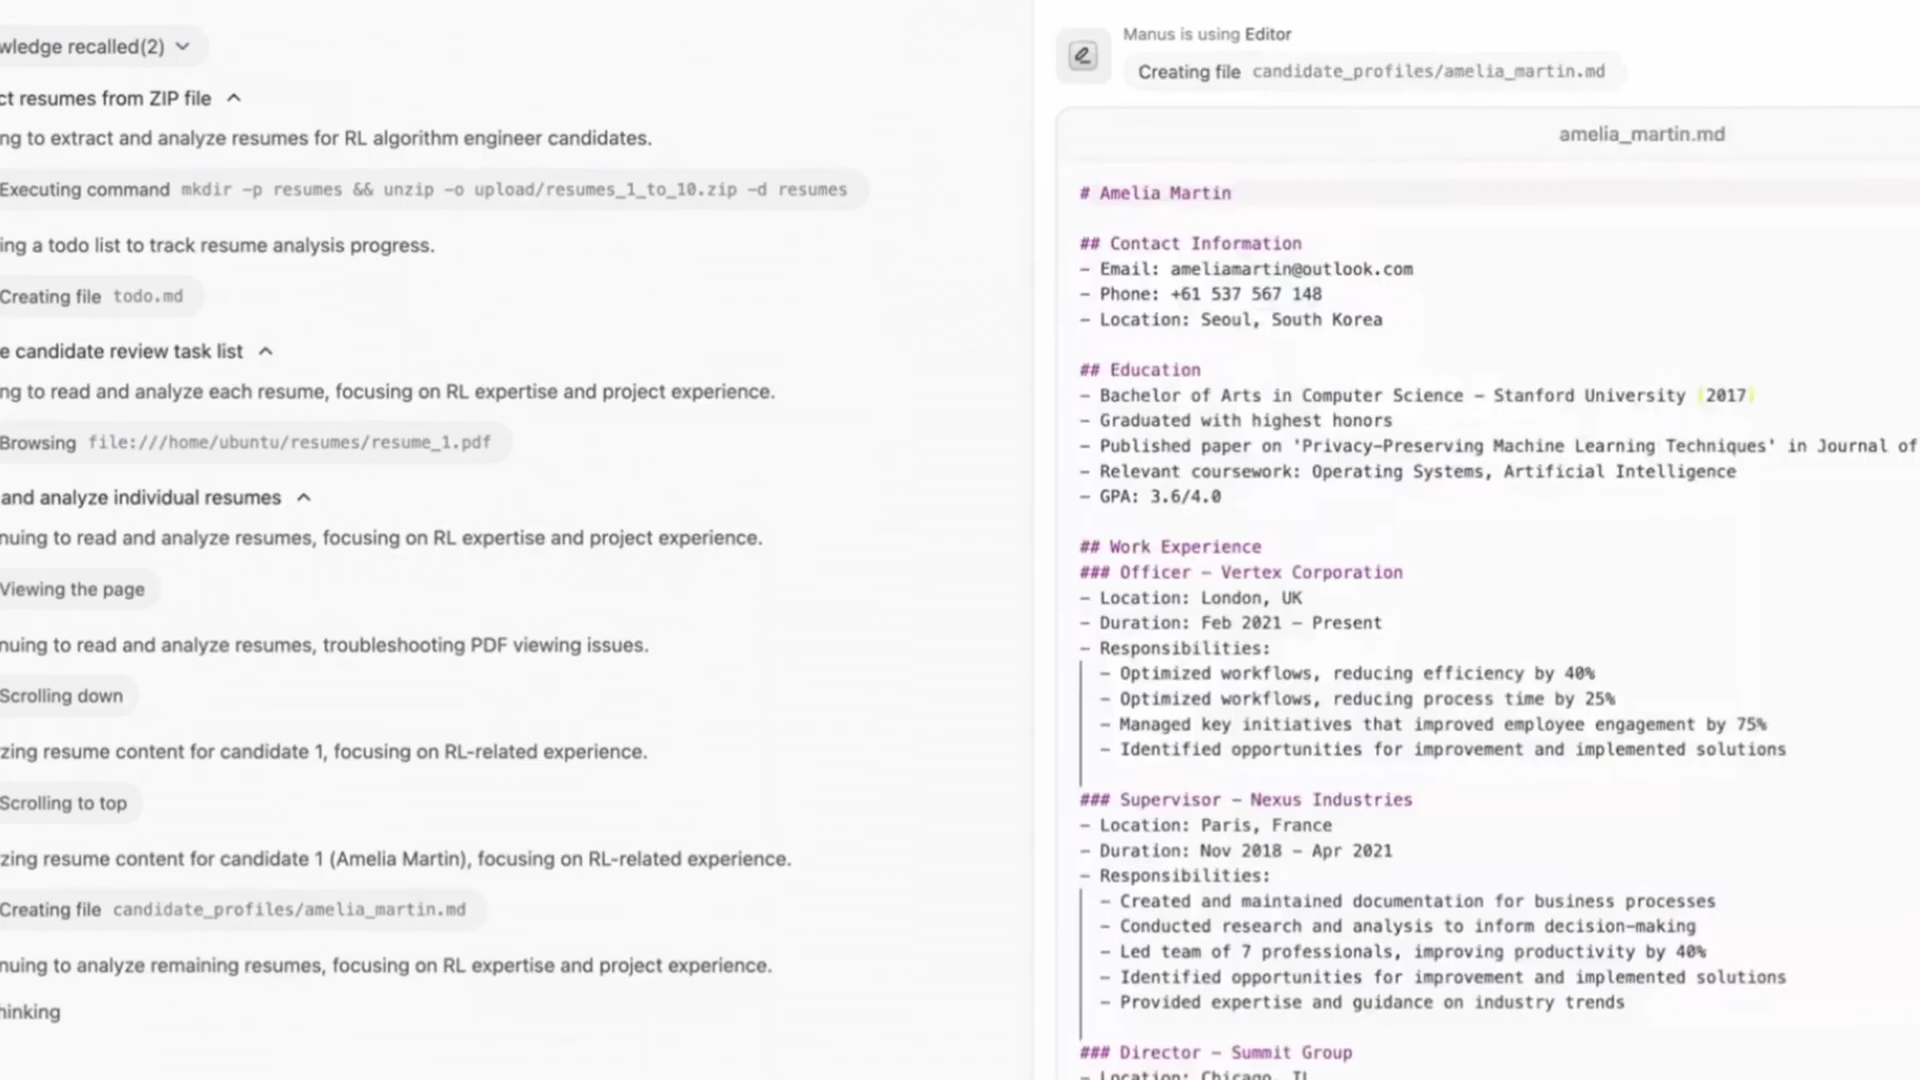 wledge recalled(2)
ct resumes from ZIP file
ng to extract and analyze resumes for RL algorithm engineer candidates.
Executing command mkdir -p resumes && unzip -o upload/resumes_1_to_10.zip -d resumes
ing a todo list to track resume analysis progress.
Creating file todo.md
e candidate review task list
ng to read and analyze each resume, focusing on RL expertise and project experience.
Browsing file:///home/ubuntu/resumes/resume_1.pdf
and analyze individual resumes
nuing to read and analyze resumes, focusing on RL expertise and project experience.
Viewing the page
nuing to read and analyze resumes, troubleshooting PDF viewing issues.
Scrolling down
zing resume content for candidate 1, focusing on RL-related experience.
Scrolling to top
zing resume content for candidate 1 (Amelia Martin), focusing on RL-related experience.
Creating file candidate_profiles/amelia_martin.md
nuing to analyze remaining resumes, focusing on RL expertise and project experience.
hinking
Manus is using Editor
Creating file candidate_profiles/amelia_martin.md
amelia_martin.md
# Amelia Martin
## Contact Information
- Email: ameliamartin@outlook.com
- Phone: +61 537 567 148
- Location: Seoul, South Korea
## Education
- Bachelor of Arts in Computer Science - Stanford University (2017)
- Graduated with highest honors
- Published paper on 'Privacy-Preserving Machine Learning Techniques' in Journal of
- Relevant coursework: Operating Systems, Artificial Intelligence
- GPA: 3.6/4.0
## Work Experience
### Officer - Vertex Corporation
- Location: London, UK
- Duration: Feb 2021 - Present
- Responsibilities:
- Optimized workflows, reducing efficiency by 40%
- Optimized workflows, reducing process time by 25%
- Managed key initiatives that improved employee engagement by 75%
- Identified opportunities for improvement and implemented solutions
### Supervisor - Nexus Industries
- Location: Paris, France
- Duration: Nov 2018 - Apr 2021
- Responsibilities:
- Created and maintained documentation for business processes
- Conducted research and analysis to inform decision-making
- Led team of 7 professionals, improving productivity by 40%
- Identified opportunities for improvement and implemented solutions
- Provided expertise and guidance on industry trends
### Director - Summit Group
- Location: Chicago, IL